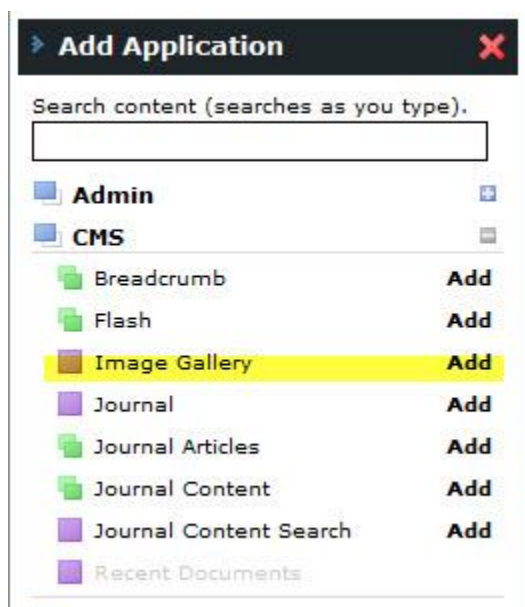 Add Application
Search content (searches as you type).
Admin
CMS
Breadcrumb Add
Flash Add
Image Gallery Add
Journal Add
Journal Articles Add
Journal Content Add
Journal Content Search Add
Recent Documents